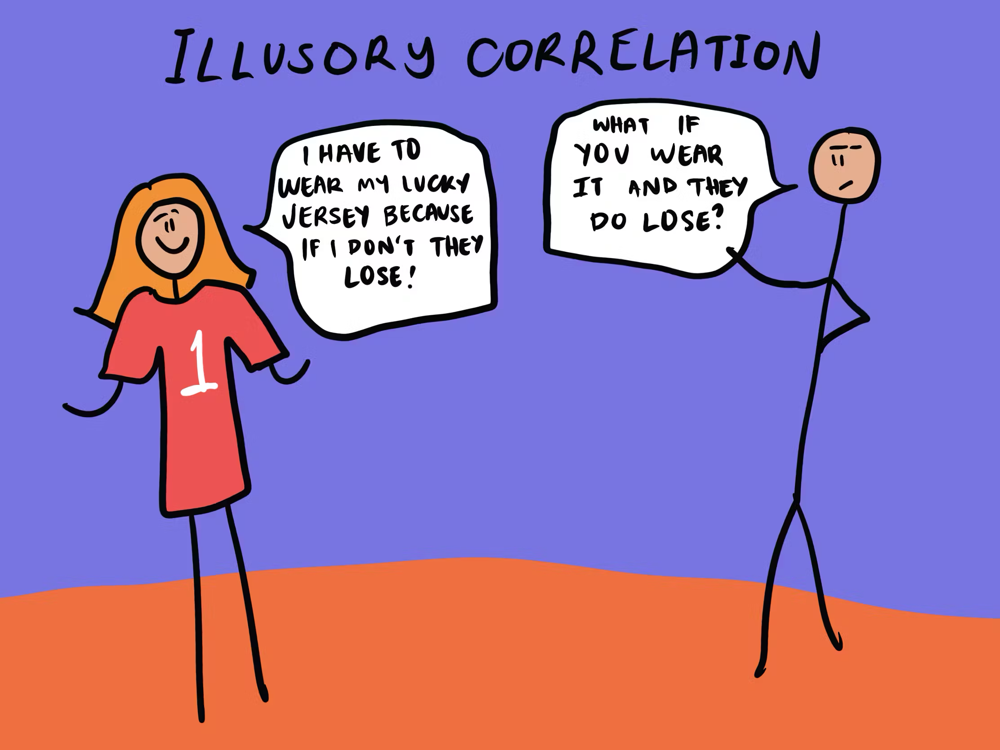 ILLUSORY CORRELATION
I HAVE TO
WEAR MY LUCKY
JERSEY BECAUSE
IF I DON'T THEY
LOSE!
WHAT IF
YOU WEAR
IT AND THEY
DO LOSE?
1